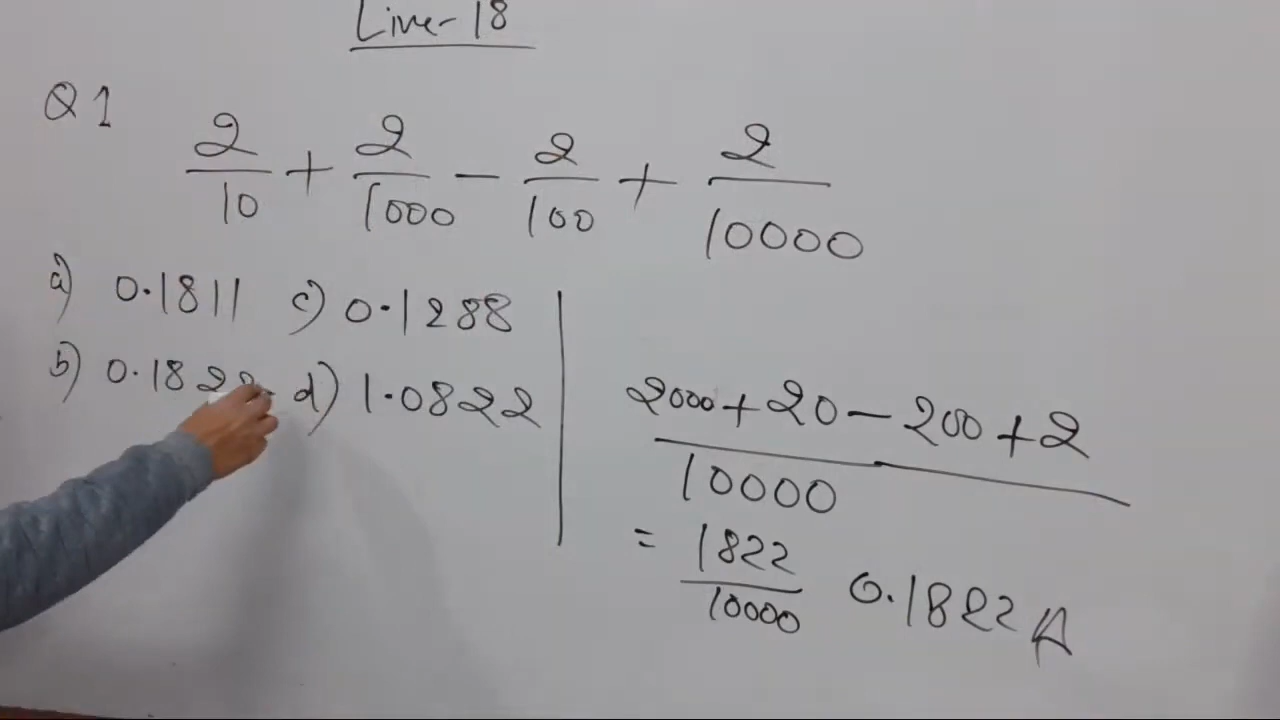 Live-18
Q1
2/10 + 2/1000 - 2/100 + 2/10000
a) 0.1811 c) 0.1288
b) 0.182 d) 1.0822
2000+20-200+2
10000
= 1822/10000 0.1822 A